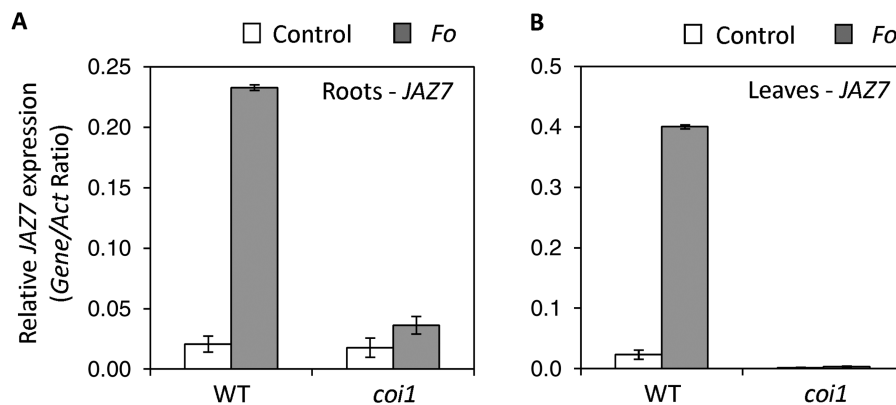 A
Control Fo
Relative JAZ7 expression
(Gene/Act Ratio)
0.25
0.20
0.15
0.10
0.05
0.00
Roots - JAZ7
WT coi1
B
Control Fo
0.5
0.4
0.3
0.2
0.1
0.0
Leaves - JAZ7
WT coi1